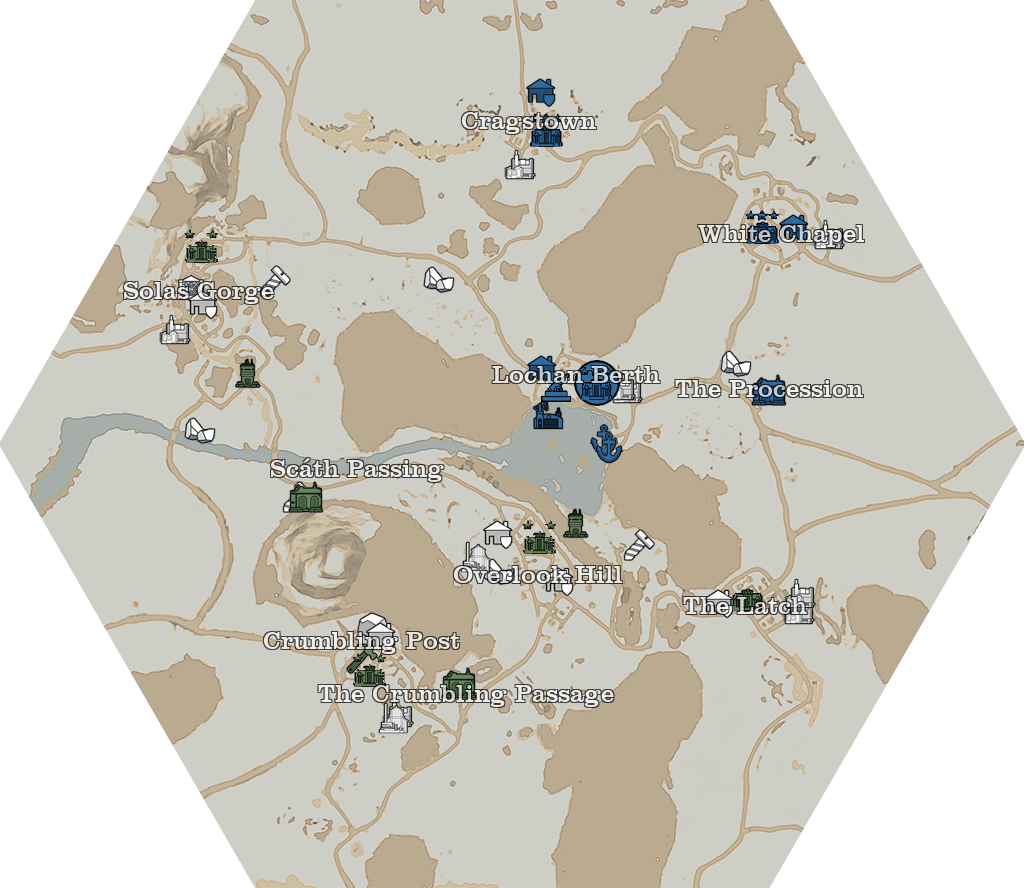 Cragstown
White Chapel
Solas Gorge
Lochan Berth
The Procession
Scáth Passing
Overlook Hill
The Latch
Crumbling Post
The Crumbling Passage